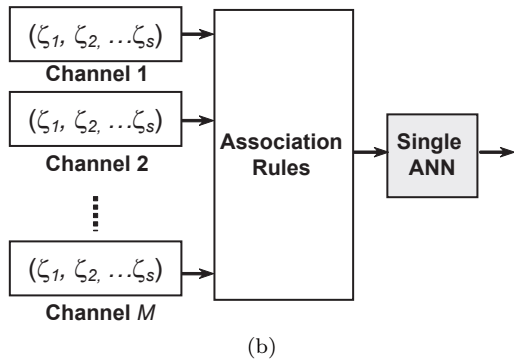 (ζ1, ζ2, …ζs)
Channel 1
(ζ1, ζ2, …ζs)
Channel 2
(ζ1, ζ2, …ζs)
Channel M
Association
Rules
Single
ANN
(b)